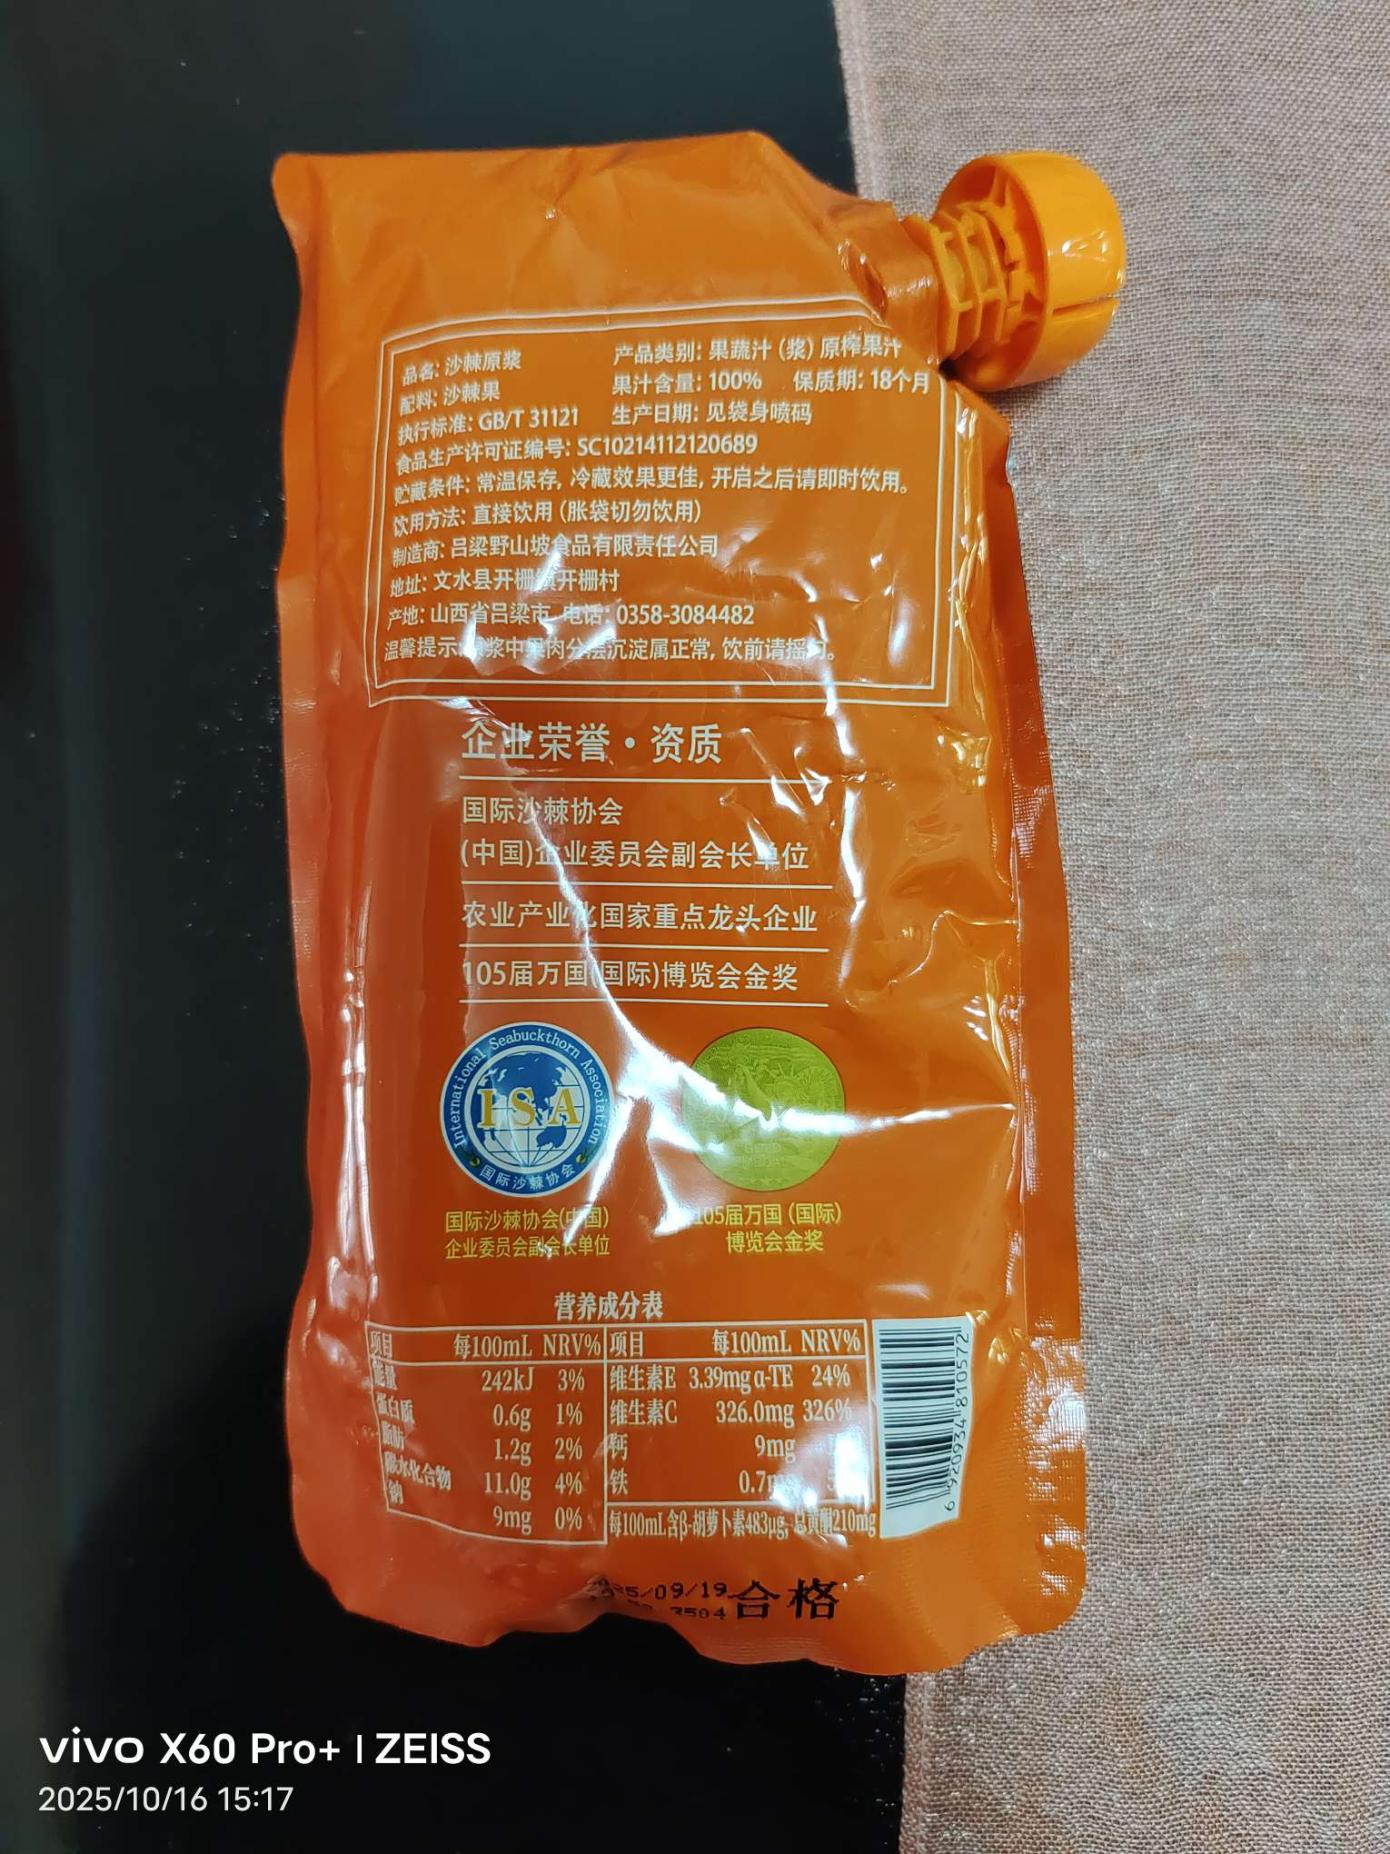 品名: 沙棘原浆 产品类别: 果蔬汁 (浆) 原榨果汁
配料: 沙棘果 果汁含量: 100% 保质期: 18个月
执行标准: GB/T 31121 生产日期: 见袋身喷码
食品生产许可证编号: SC10214112120689
贮藏条件: 常温保存, 冷藏效果更佳, 开启之后请即时饮用。
饮用方法: 直接饮用 (胀袋切勿饮用)
制造商: 吕梁野山坡食品有限责任公司
地址: 文水县开栅镇开栅村
产地: 山西省吕梁市 电话: 0358-3084482
温馨提示 浆中果肉分层沉淀属正常, 饮前请摇匀。
企业荣誉·资质
国际沙棘协会
(中国)企业委员会副会长单位
农业产业化国家重点龙头企业
105届万国(国际)博览会金奖
International Seabuckthorn Association
ISA
国际沙棘协会
国际沙棘协会(中国) 105届万国 (国际)
企业委员会副会长单位 博览会金奖
营养成分表
项目 每100mL NRV% 项目 每100mL NRV%
能量 242kJ 3% 维生素E 3.39mg α-TE 24%
蛋白质 0.6g 1% 维生素C 326.0mg 326%
脂肪 1.2g 2% 钙 9mg
碳水化合物 11.0g 4% 铁
钠 9mg 0% 每100mL含β-胡萝卜素483μg, 总黄酮210mg
6 920934 810572
/09/19 合格
3504
vivo X60 Pro+ | ZEISS
2025/10/16 15:17